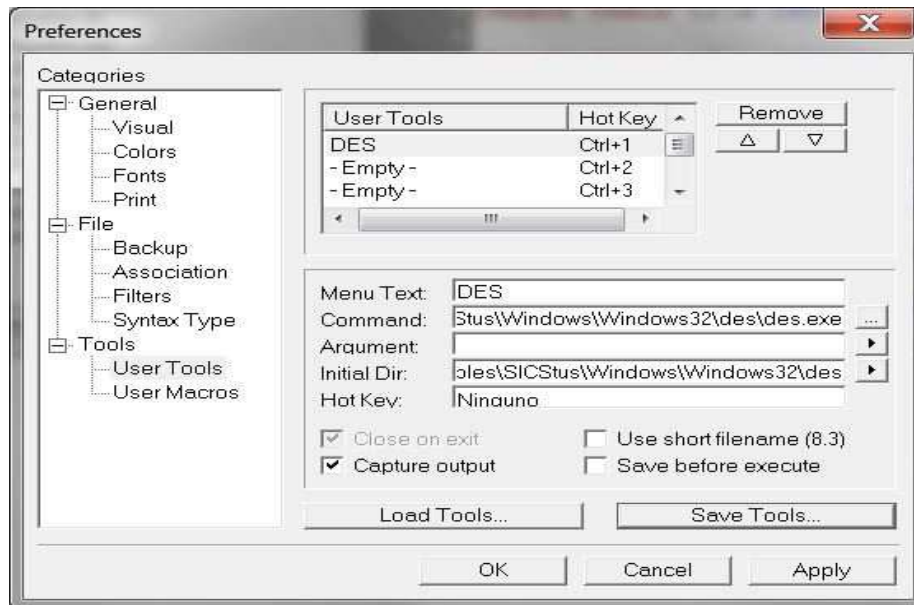 Preferences
Categories
General
Visual
Colors
Fonts
Print
File
Backup
Association
Filters
Syntax Type
Tools
User Tools
User Macros
User Tools Hot Key
DES Ctrl+1
- Empty - Ctrl+2
- Empty - Ctrl+3
Remove
Menu Text: DES
Command: Stus\Windows\Windows32\des\des.exe ...
Argument:
Initial Dir: ples\SICStus\Windows\Windows32\des
Hot Key: Ninguno
Close on exit Use short filename (8.3)
Capture output Save before execute
Load Tools... Save Tools...
OK Cancel Apply